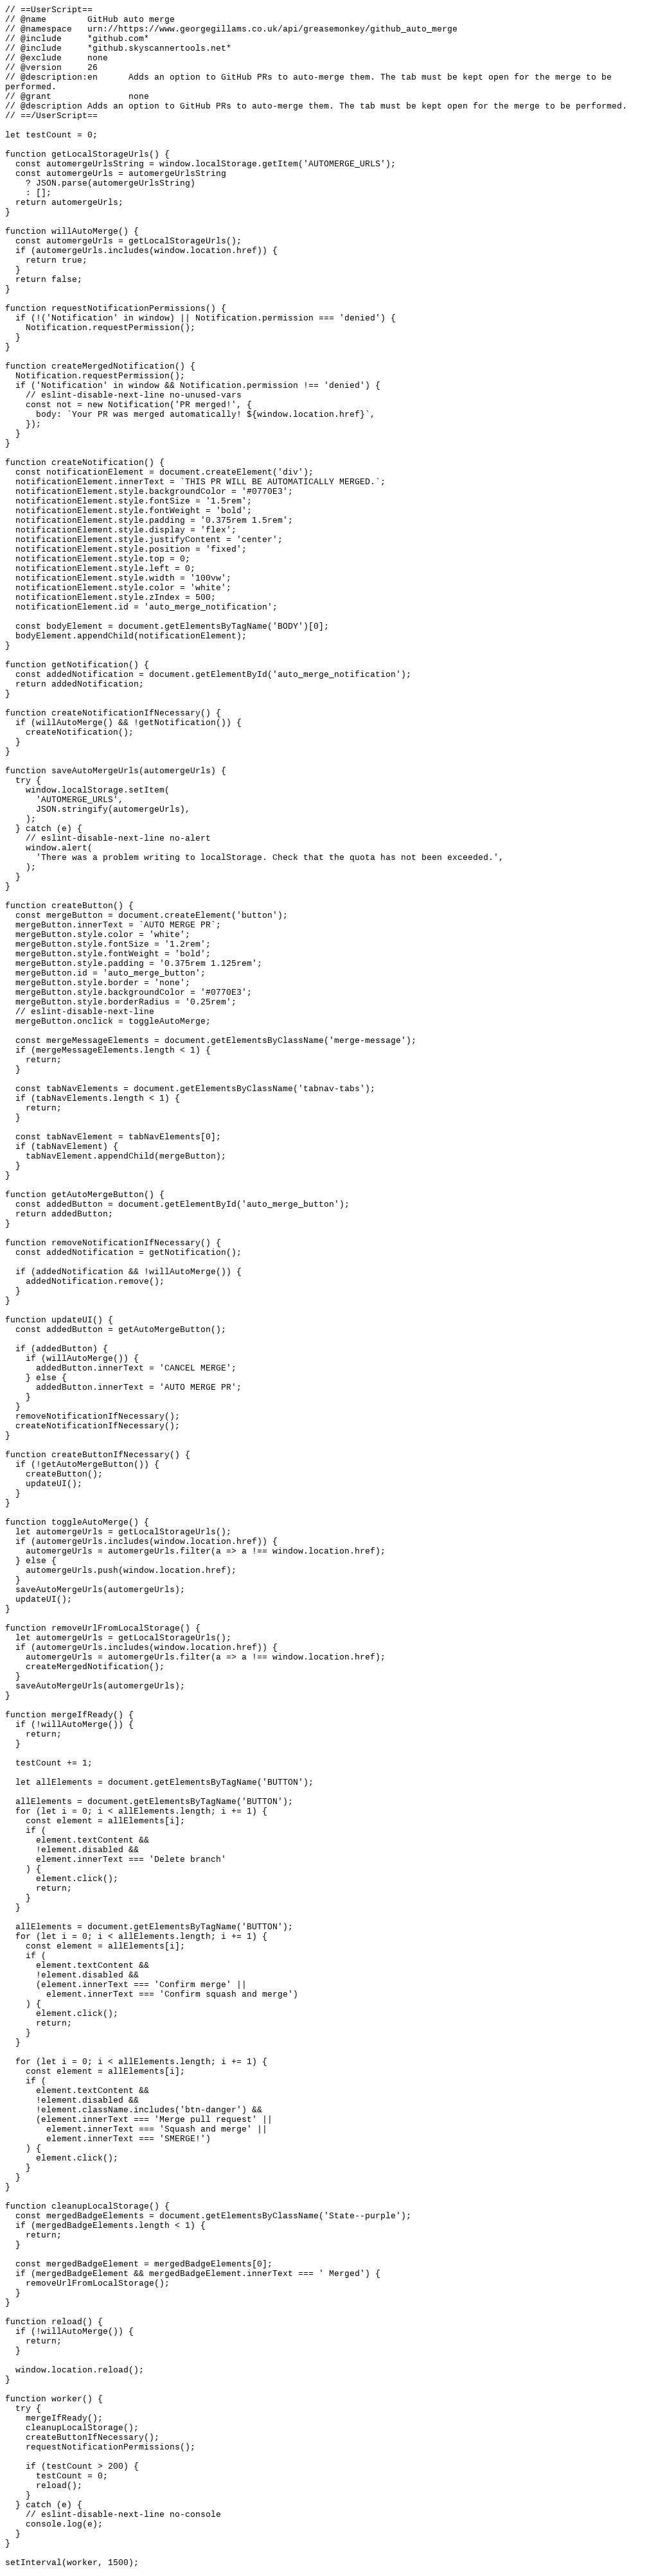 // ==UserScript==
// @name        GitHub auto merge
// @namespace   urn://https://www.georgegillams.co.uk/api/greasemonkey/github_auto_merge
// @include     *github.com*
// @include     *github.skyscannertools.net*
// @exclude     none
// @version     26
// @description:en      Adds an option to GitHub PRs to auto-merge them. The tab must be kept open for the merge to be
performed.
// @grant               none
// @description Adds an option to GitHub PRs to auto-merge them. The tab must be kept open for the merge to be performed.
// ==/UserScript==

let testCount = 0;

function getLocalStorageUrls() {
  const automergeUrlsString = window.localStorage.getItem('AUTOMERGE_URLS');
  const automergeUrls = automergeUrlsString
    ? JSON.parse(automergeUrlsString)
    : [];
  return automergeUrls;
}

function willAutoMerge() {
  const automergeUrls = getLocalStorageUrls();
  if (automergeUrls.includes(window.location.href)) {
    return true;
  }
  return false;
}

function requestNotificationPermissions() {
  if (!('Notification' in window) || Notification.permission === 'denied') {
    Notification.requestPermission();
  }
}

function createMergedNotification() {
  Notification.requestPermission();
  if ('Notification' in window && Notification.permission !== 'denied') {
    // eslint-disable-next-line no-unused-vars
    const not = new Notification('PR merged!', {
      body: `Your PR was merged automatically! ${window.location.href}`,
    });
  }
}

function createNotification() {
  const notificationElement = document.createElement('div');
  notificationElement.innerText = `THIS PR WILL BE AUTOMATICALLY MERGED.`;
  notificationElement.style.backgroundColor = '#0770E3';
  notificationElement.style.fontSize = '1.5rem';
  notificationElement.style.fontWeight = 'bold';
  notificationElement.style.padding = '0.375rem 1.5rem';
  notificationElement.style.display = 'flex';
  notificationElement.style.justifyContent = 'center';
  notificationElement.style.position = 'fixed';
  notificationElement.style.top = 0;
  notificationElement.style.left = 0;
  notificationElement.style.width = '100vw';
  notificationElement.style.color = 'white';
  notificationElement.style.zIndex = 500;
  notificationElement.id = 'auto_merge_notification';

  const bodyElement = document.getElementsByTagName('BODY')[0];
  bodyElement.appendChild(notificationElement);
}

function getNotification() {
  const addedNotification = document.getElementById('auto_merge_notification');
  return addedNotification;
}

function createNotificationIfNecessary() {
  if (willAutoMerge() && !getNotification()) {
    createNotification();
  }
}

function saveAutoMergeUrls(automergeUrls) {
  try {
    window.localStorage.setItem(
      'AUTOMERGE_URLS',
      JSON.stringify(automergeUrls),
    );
  } catch (e) {
    // eslint-disable-next-line no-alert
    window.alert(
      'There was a problem writing to localStorage. Check that the quota has not been exceeded.',
    );
  }
}

function createButton() {
  const mergeButton = document.createElement('button');
  mergeButton.innerText = `AUTO MERGE PR`;
  mergeButton.style.color = 'white';
  mergeButton.style.fontSize = '1.2rem';
  mergeButton.style.fontWeight = 'bold';
  mergeButton.style.padding = '0.375rem 1.125rem';
  mergeButton.id = 'auto_merge_button';
  mergeButton.style.border = 'none';
  mergeButton.style.backgroundColor = '#0770E3';
  mergeButton.style.borderRadius = '0.25rem';
  // eslint-disable-next-line
  mergeButton.onclick = toggleAutoMerge;

  const mergeMessageElements = document.getElementsByClassName('merge-message');
  if (mergeMessageElements.length < 1) {
    return;
  }

  const tabNavElements = document.getElementsByClassName('tabnav-tabs');
  if (tabNavElements.length < 1) {
    return;
  }

  const tabNavElement = tabNavElements[0];
  if (tabNavElement) {
    tabNavElement.appendChild(mergeButton);
  }
}

function getAutoMergeButton() {
  const addedButton = document.getElementById('auto_merge_button');
  return addedButton;
}

function removeNotificationIfNecessary() {
  const addedNotification = getNotification();

  if (addedNotification && !willAutoMerge()) {
    addedNotification.remove();
  }
}

function updateUI() {
  const addedButton = getAutoMergeButton();

  if (addedButton) {
    if (willAutoMerge()) {
      addedButton.innerText = 'CANCEL MERGE';
    } else {
      addedButton.innerText = 'AUTO MERGE PR';
    }
  }
  removeNotificationIfNecessary();
  createNotificationIfNecessary();
}

function createButtonIfNecessary() {
  if (!getAutoMergeButton()) {
    createButton();
    updateUI();
  }
}

function toggleAutoMerge() {
  let automergeUrls = getLocalStorageUrls();
  if (automergeUrls.includes(window.location.href)) {
    automergeUrls = automergeUrls.filter(a => a !== window.location.href);
  } else {
    automergeUrls.push(window.location.href);
  }
  saveAutoMergeUrls(automergeUrls);
  updateUI();
}

function removeUrlFromLocalStorage() {
  let automergeUrls = getLocalStorageUrls();
  if (automergeUrls.includes(window.location.href)) {
    automergeUrls = automergeUrls.filter(a => a !== window.location.href);
    createMergedNotification();
  }
  saveAutoMergeUrls(automergeUrls);
}

function mergeIfReady() {
  if (!willAutoMerge()) {
    return;
  }

  testCount += 1;

  let allElements = document.getElementsByTagName('BUTTON');

  allElements = document.getElementsByTagName('BUTTON');
  for (let i = 0; i < allElements.length; i += 1) {
    const element = allElements[i];
    if (
      element.textContent &&
      !element.disabled &&
      element.innerText === 'Delete branch'
    ) {
      element.click();
      return;
    }
  }

  allElements = document.getElementsByTagName('BUTTON');
  for (let i = 0; i < allElements.length; i += 1) {
    const element = allElements[i];
    if (
      element.textContent &&
      !element.disabled &&
      (element.innerText === 'Confirm merge' ||
        element.innerText === 'Confirm squash and merge')
    ) {
      element.click();
      return;
    }
  }

  for (let i = 0; i < allElements.length; i += 1) {
    const element = allElements[i];
    if (
      element.textContent &&
      !element.disabled &&
      !element.className.includes('btn-danger') &&
      (element.innerText === 'Merge pull request' ||
        element.innerText === 'Squash and merge' ||
        element.innerText === 'SMERGE!')
    ) {
      element.click();
    }
  }
}

function cleanupLocalStorage() {
  const mergedBadgeElements = document.getElementsByClassName('State--purple');
  if (mergedBadgeElements.length < 1) {
    return;
  }

  const mergedBadgeElement = mergedBadgeElements[0];
  if (mergedBadgeElement && mergedBadgeElement.innerText === ' Merged') {
    removeUrlFromLocalStorage();
  }
}

function reload() {
  if (!willAutoMerge()) {
    return;
  }

  window.location.reload();
}

function worker() {
  try {
    mergeIfReady();
    cleanupLocalStorage();
    createButtonIfNecessary();
    requestNotificationPermissions();

    if (testCount > 200) {
      testCount = 0;
      reload();
    }
  } catch (e) {
    // eslint-disable-next-line no-console
    console.log(e);
  }
}

setInterval(worker, 1500);